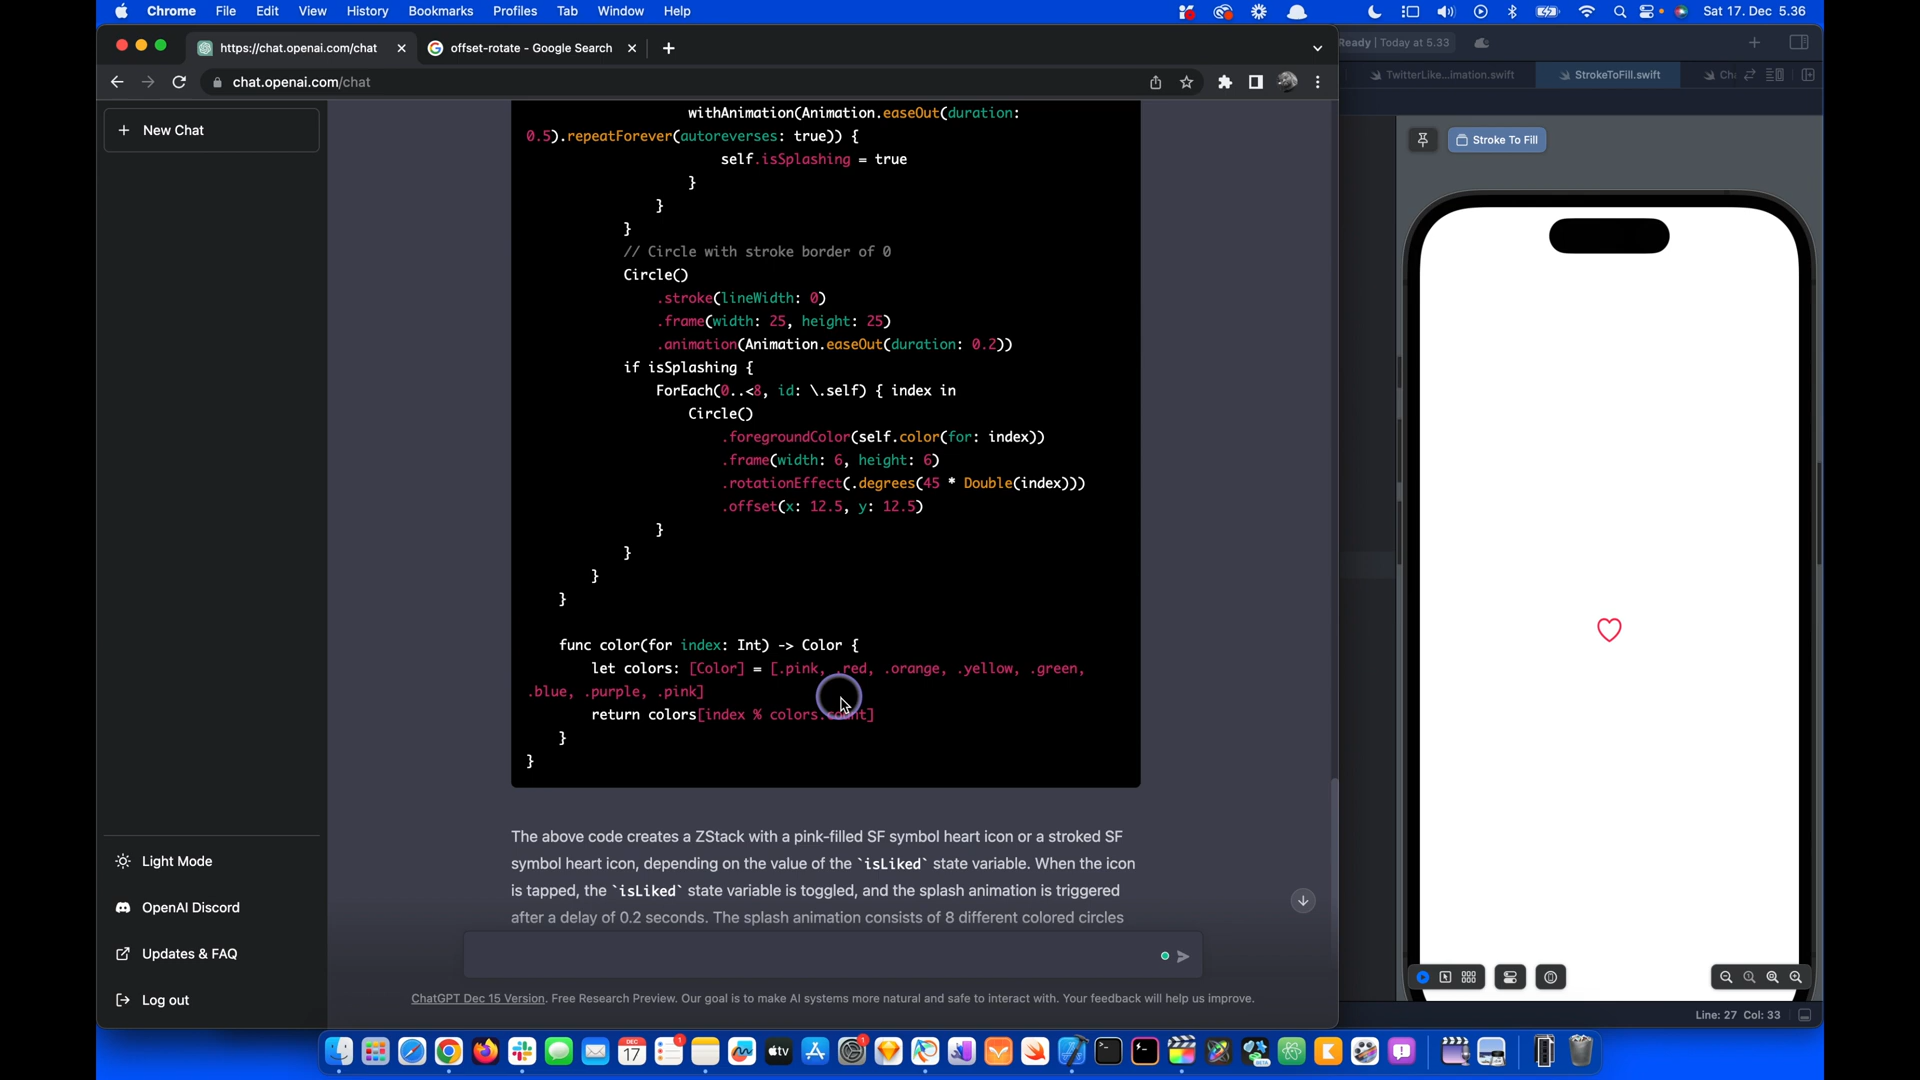 Chrome File Edit View History Bookmarks Profiles Tab Window Help
Sat 17. Dec 5.36
https://chat.openai.com/chat
offset-rotate - Google Search
Ready | Today at 5.33
chat.openai.com/chat
TwitterLike...imation.swift
StrokeToFill.swift
New Chat
Stroke To Fill
withAnimation(Animation.easeOut(duration:
0.5).repeatForever(autoreverses: true)) {
self.isSplashing = true
}
}
}
// Circle with stroke border of 0
Circle()
.stroke(lineWidth: 0)
.frame(width: 25, height: 25)
.animation(Animation.easeOut(duration: 0.2))
if isSplashing {
ForEach(0..<8, id: \.self) { index in
Circle()
.foregroundColor(self.color(for: index))
.frame(width: 6, height: 6)
.rotationEffect(.degrees(45 * Double(index)))
.offset(x: 12.5, y: 12.5)
}
}
}
}
func color(for index: Int) -> Color {
let colors: [Color] = [.pink, .red, .orange, .yellow, .green,
.blue, .purple, .pink]
return colors[index % colors.count]
}
}
The above code creates a ZStack with a pink-filled SF symbol heart icon or a stroked SF
symbol heart icon, depending on the value of the `isLiked` state variable. When the icon
is tapped, the `isLiked` state variable is toggled, and the splash animation is triggered
after a delay of 0.2 seconds. The splash animation consists of 8 different colored circles
Light Mode
OpenAI Discord
Updates & FAQ
Log out
ChatGPT Dec 15 Version. Free Research Preview. Our goal is to make AI systems more natural and safe to interact with. Your feedback will help us improve.
Line: 27 Col: 33
DEC
17
1
tv
1